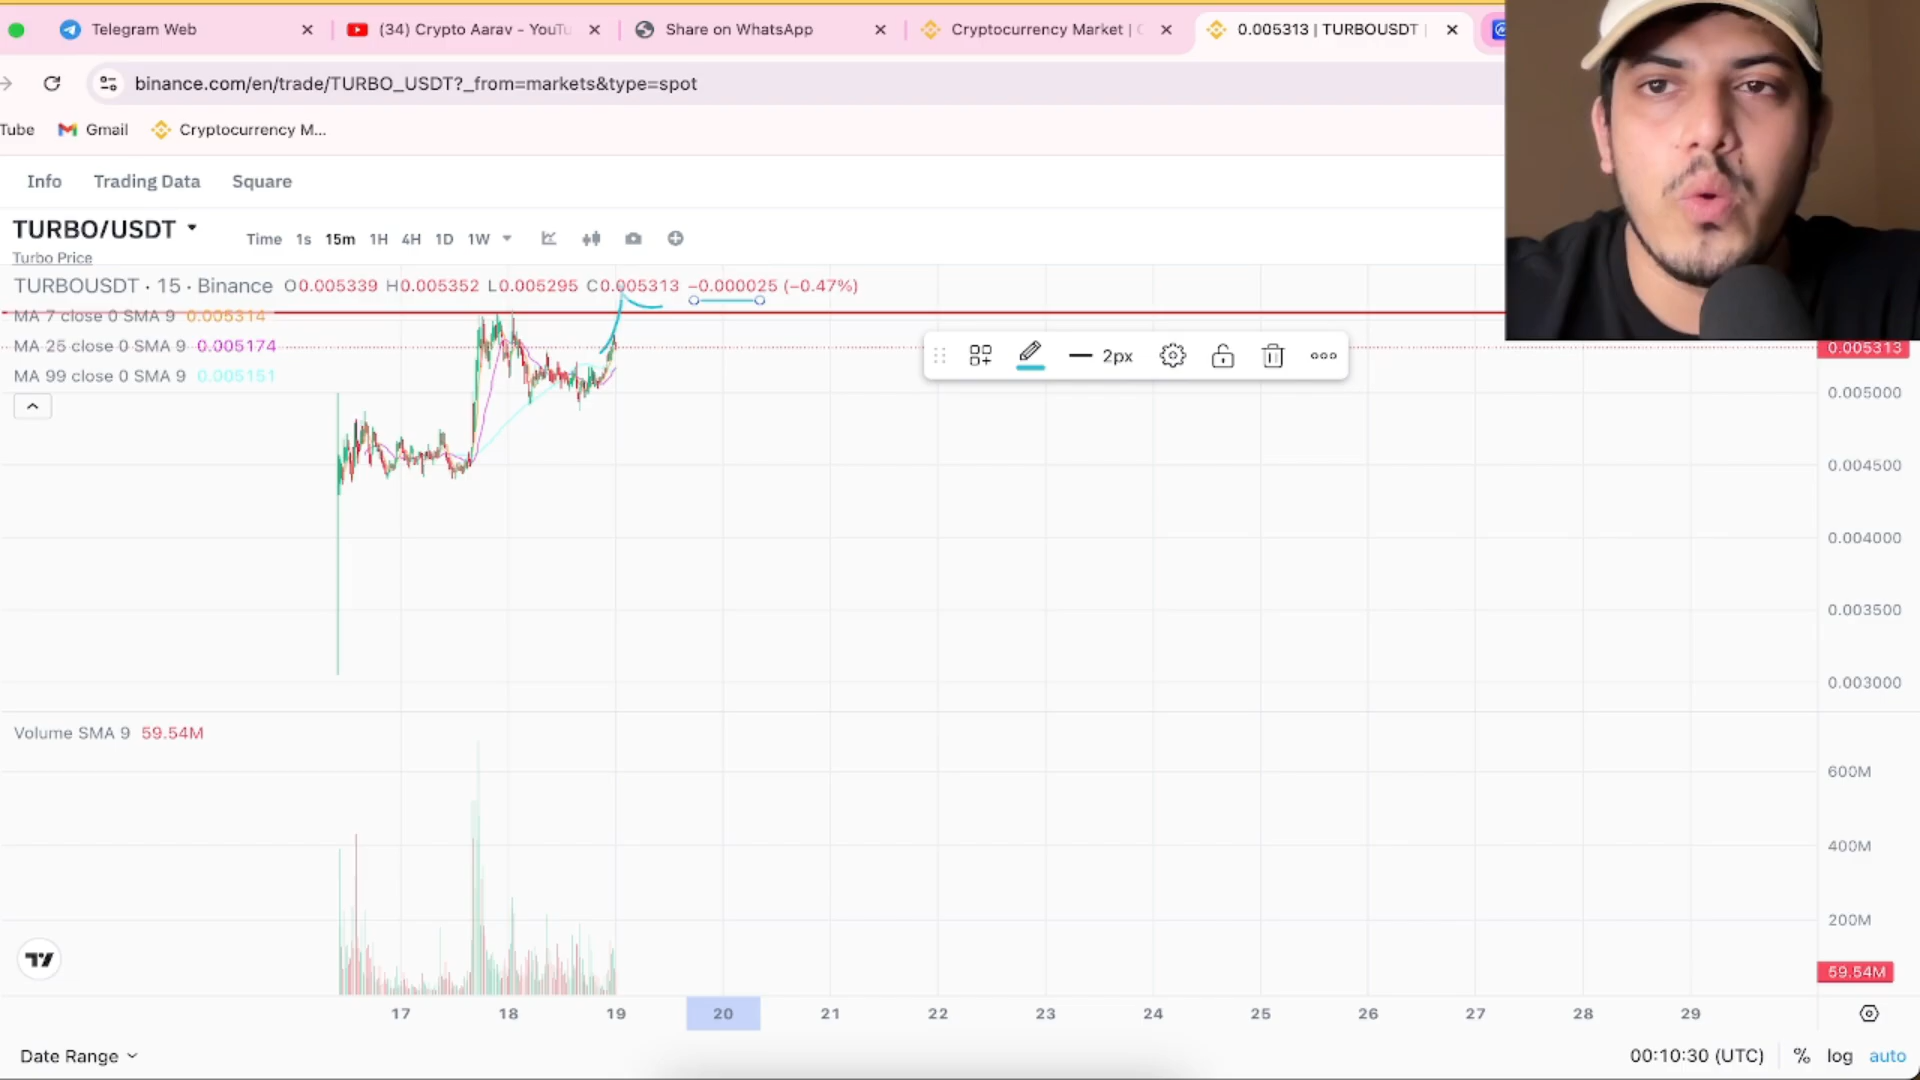 Telegram Web
(34) Crypto Aarav - YouTu
Share on WhatsApp
Cryptocurrency Market | C
0.005313 | TURBOUSDT |
binance.com/en/trade/TURBO_USDT?_from=markets&type=spot
Tube
Gmail
Cryptocurrency M...
Info
Trading Data
Square
TURBO/USDT
Turbo Price
Time
1s
15m
1H
4H
1D
1W
TURBOUSDT · 15 · Binance O0.005339 H0.005352 L0.005295 C0.005313 −0.000025 (−0.47%)
MA 7 close 0 SMA 9 0.005314
MA 25 close 0 SMA 9 0.005174
MA 99 close 0 SMA 9 0.005151
2px
0.005313
0.005000
0.004500
0.004000
0.003500
0.003000
Volume SMA 9 59.54M
600M
400M
200M
59.54M
17
18
19
20
21
22
23
24
25
26
27
28
29
Date Range
00:10:30 (UTC)
%
log
auto